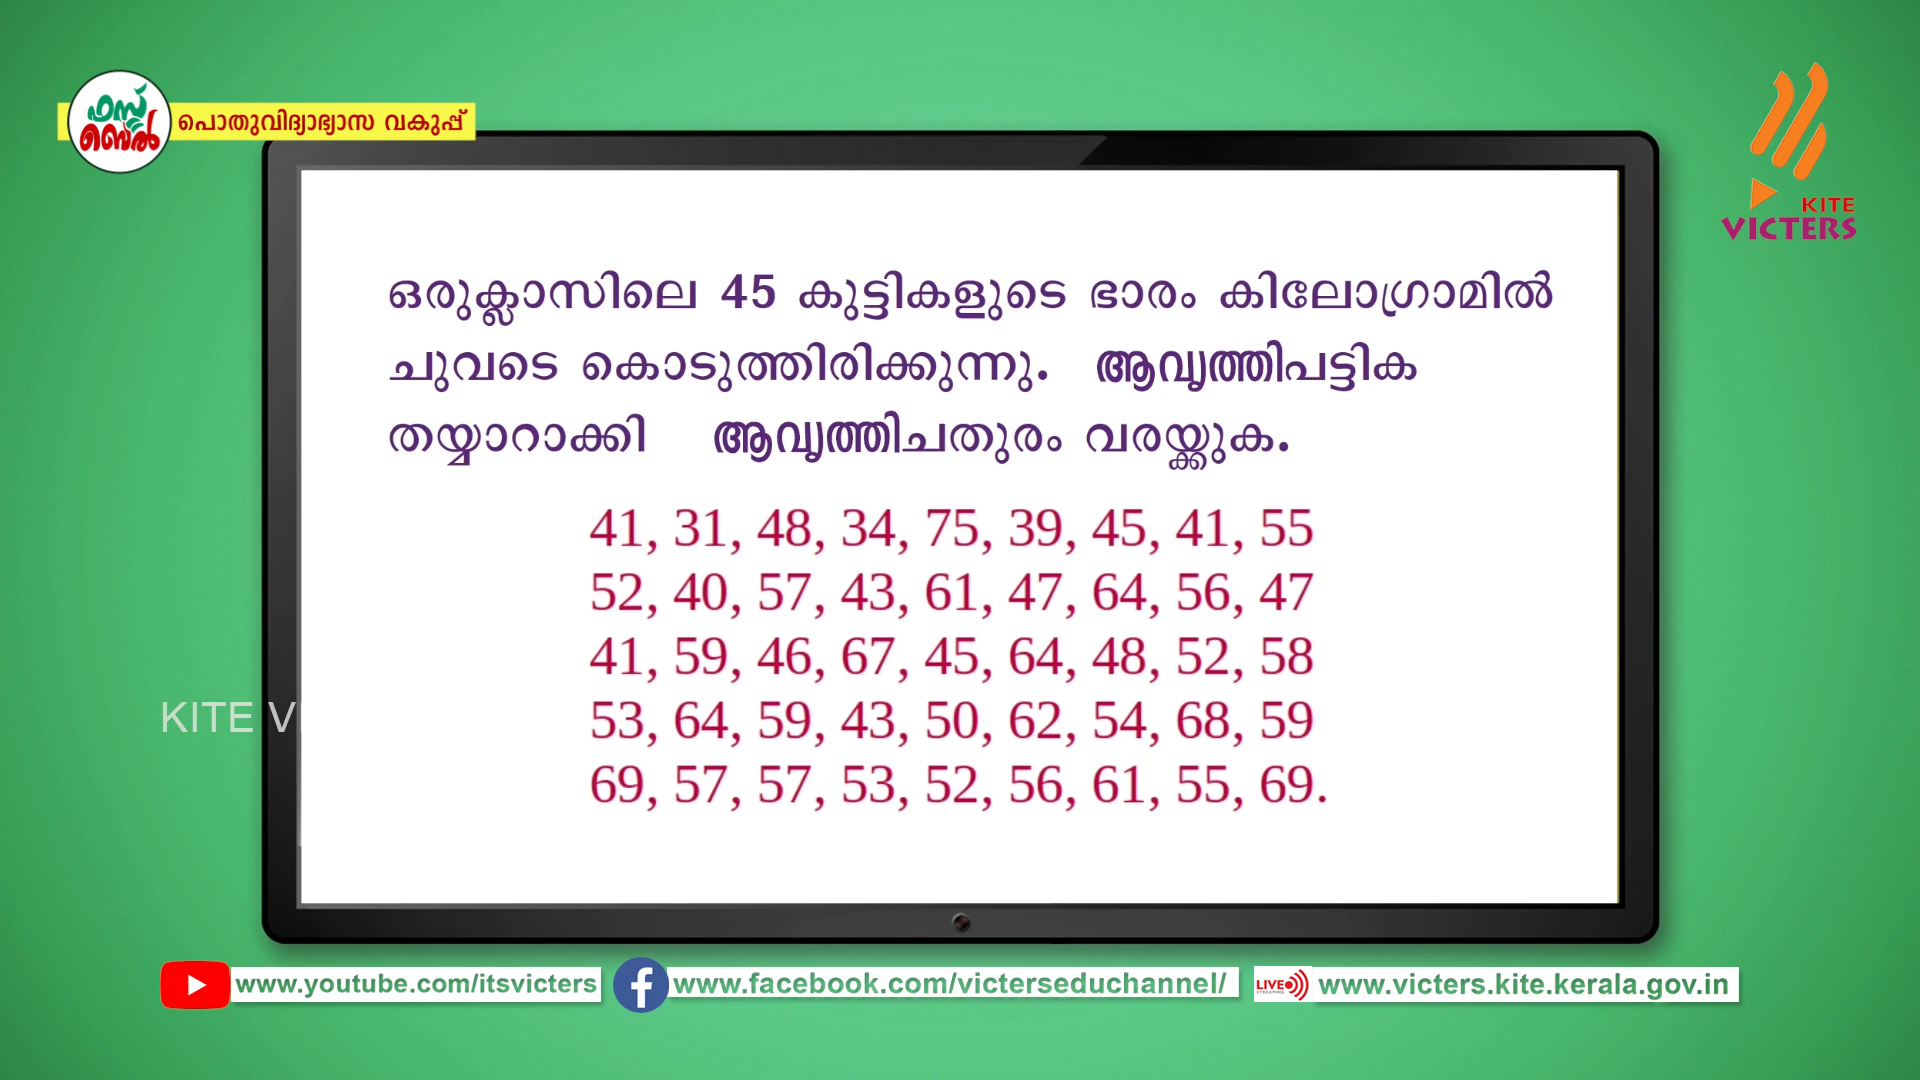 ഫസ്റ്റ്
ബെൽ
പൊതുവിദ്യാഭ്യാസ വകുപ്പ്
KITE
VICTERS
ഒരുക്ലാസിലെ 45 കുട്ടികളുടെ ഭാരം കിലോഗ്രാമിൽ
ചുവടെ കൊടുത്തിരിക്കുന്നു. ആവൃത്തിപട്ടിക
തയ്യാറാക്കി ആവൃത്തിചതുരം വരയ്ക്കുക.
41, 31, 48, 34, 75, 39, 45, 41, 55
52, 40, 57, 43, 61, 47, 64, 56, 47
41, 59, 46, 67, 45, 64, 48, 52, 58
53, 64, 59, 43, 50, 62, 54, 68, 59
69, 57, 57, 53, 52, 56, 61, 55, 69.
KITE
www.youtube.com/itsvicters
www.facebook.com/victerseduchannel/
LIVE
STREAMING
www.victers.kite.kerala.gov.in